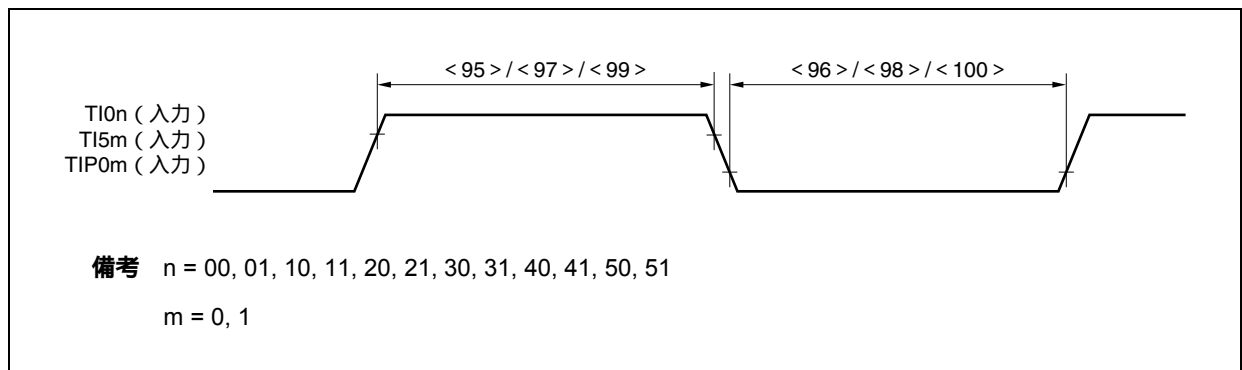 < 95 > / < 97 > / < 99 >
< 96 > / < 98 > / < 100 >
TI0n（入力）
TI5m（入力）
TIP0m（入力）
備考 n = 00, 01, 10, 11, 20, 21, 30, 31, 40, 41, 50, 51
m = 0, 1